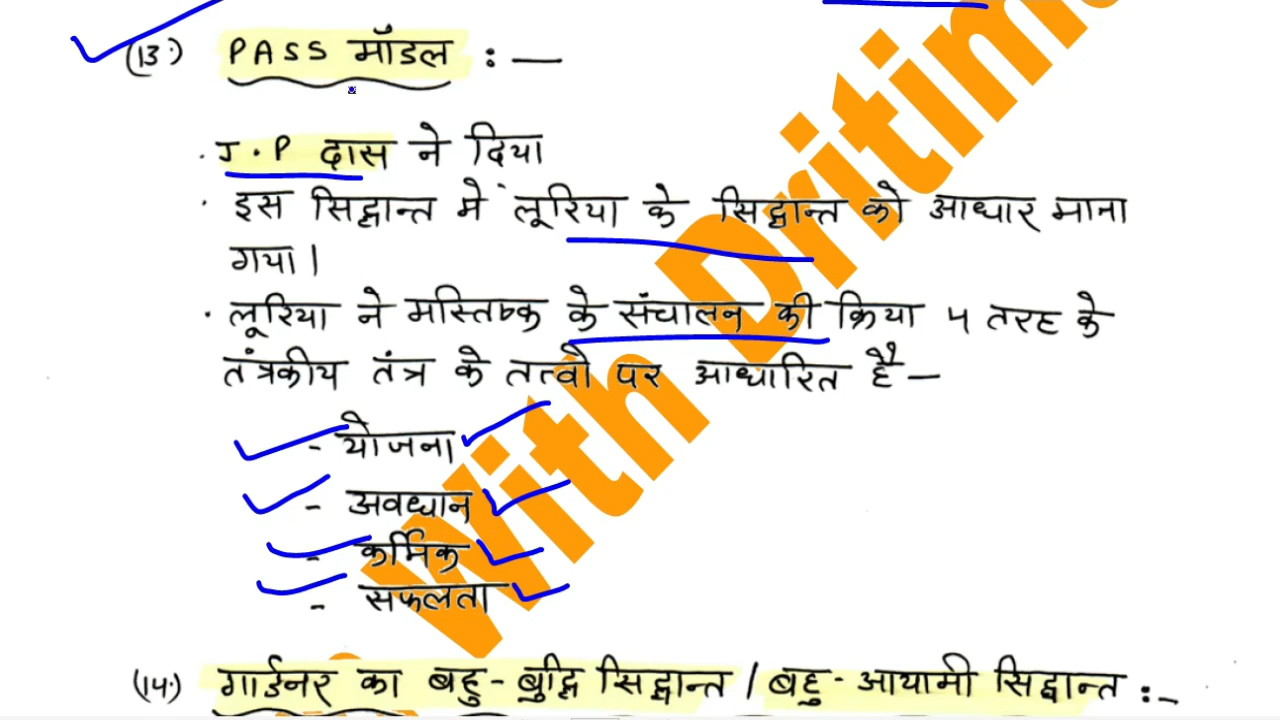 (13.) PASS मॉडल : —
. J.P दास ने दिया
. इस सिद्धान्त में लूरिया के सिद्धान्त को आधार माना
गया।
. लूरिया ने मस्तिष्क के संचालन की क्रिया 4 तरह के
तंत्रकीय तंत्र के तत्वों पर आधारित है —
- योजना
- अवधान
- कर्मिक
- सफलता
(14.) गार्डनर का बहु-बुद्धि सिद्धान्त / बहु-आयामी सिद्धान्त :-
With Dritim